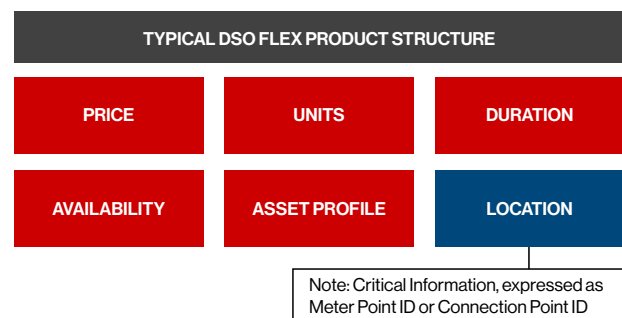 TYPICAL DSO FLEX PRODUCT STRUCTURE
PRICE
UNITS
DURATION
AVAILABILITY
ASSET PROFILE
LOCATION
Note: Critical Information, expressed as
Meter Point ID or Connection Point ID